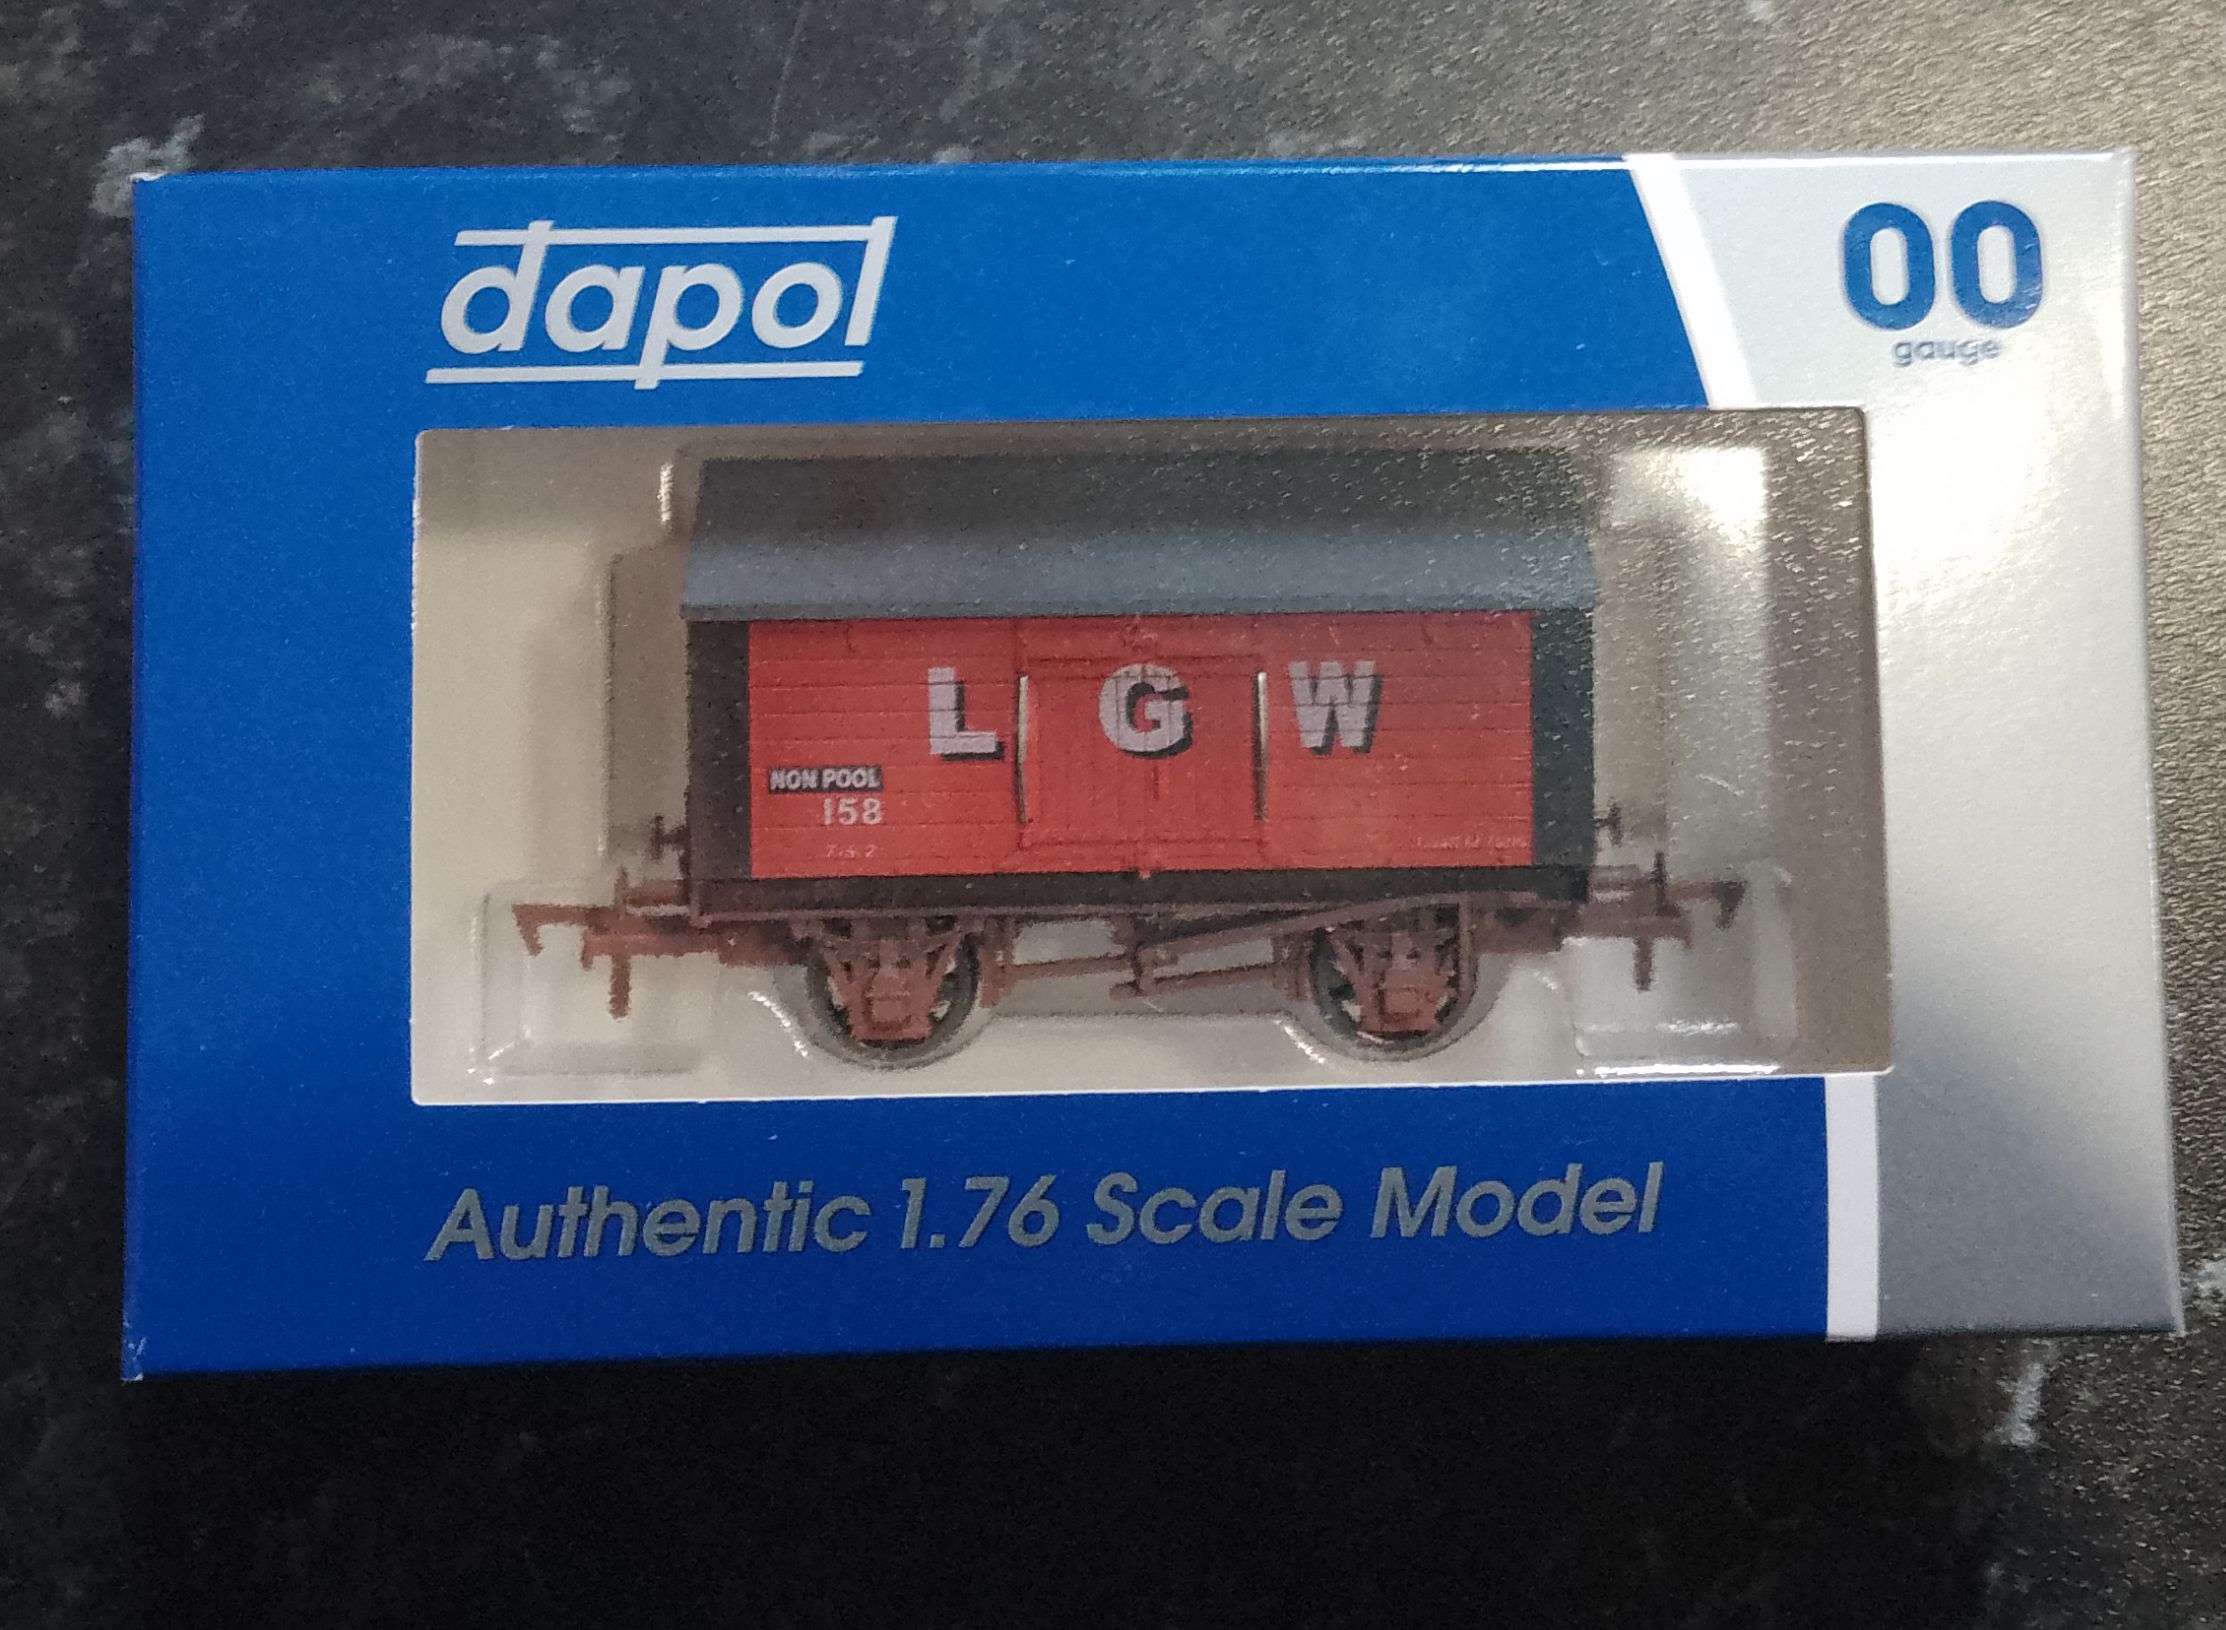 dapol
00
gauge
L G W
NON POOL
158
Authentic 1.76 Scale Model